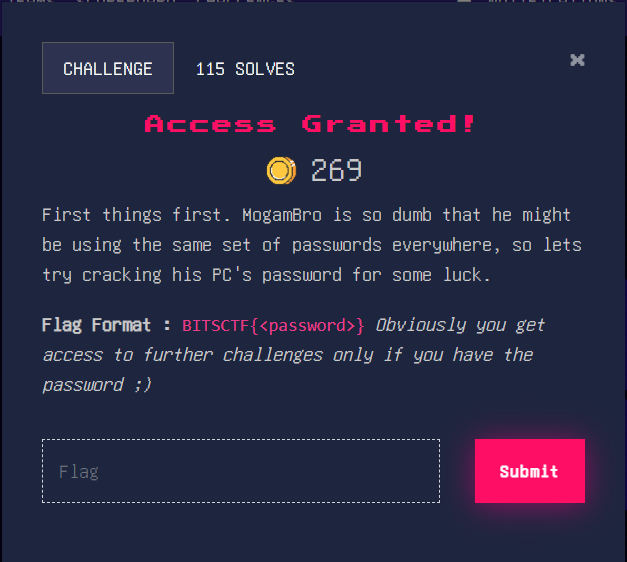 CHALLENGE
115 SOLVES
Access Granted!
269
First things first. MogamBro is so dumb that he might
be using the same set of passwords everywhere, so lets
try cracking his PC's password for some luck.
Flag Format : BITSCTF{<password>} Obviously you get
access to further challenges only if you have the
password ;)
Flag
Submit